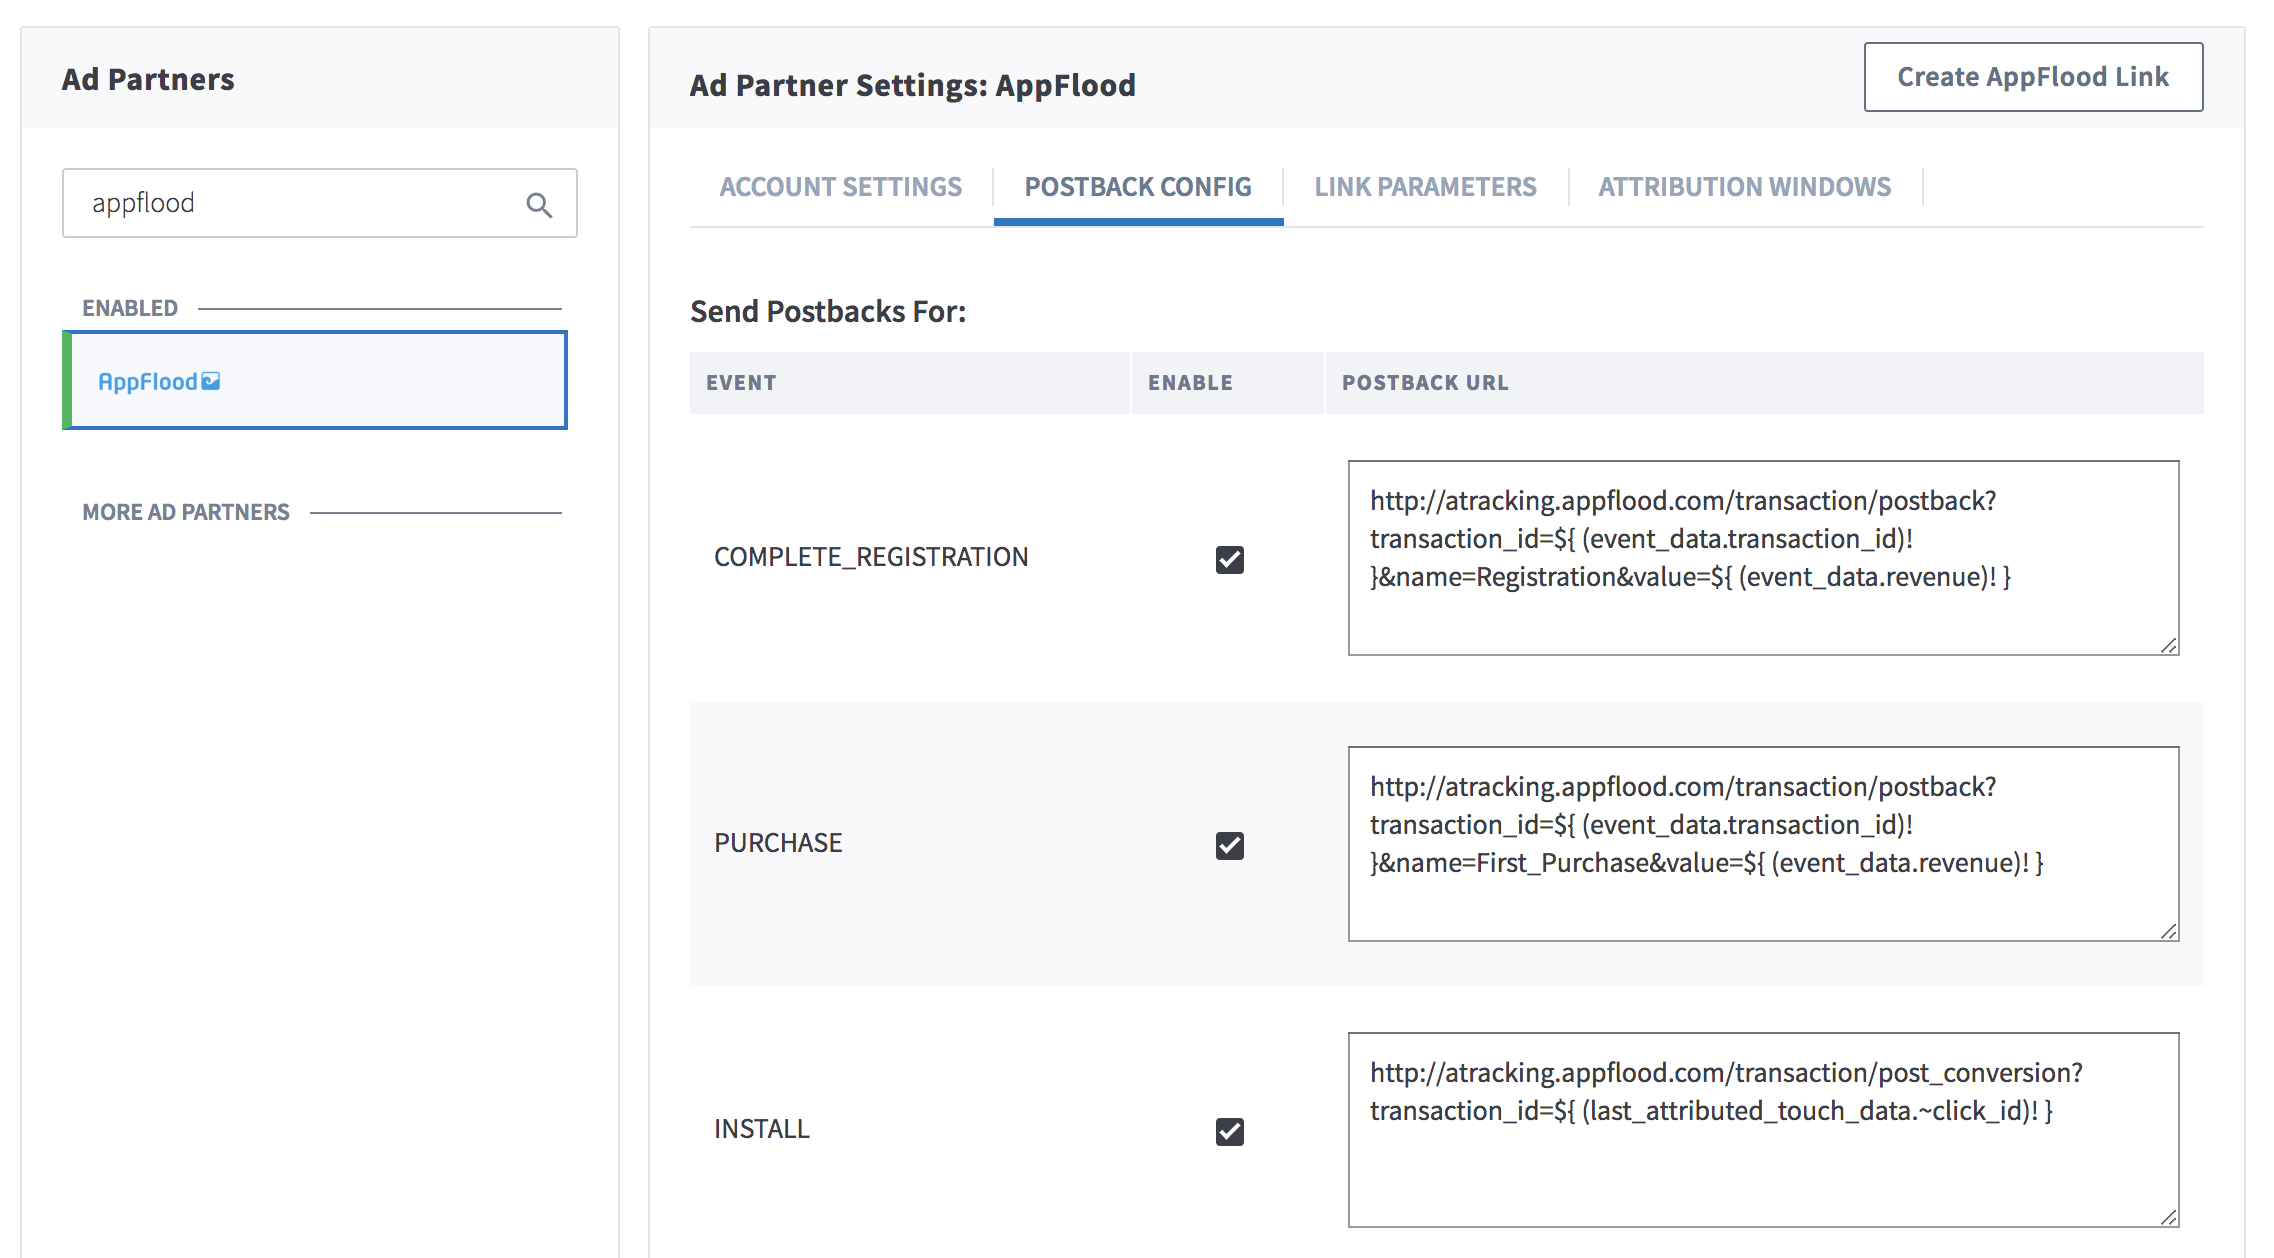 Ad Partners
appflood
ENABLED
AppFlood
MORE AD PARTNERS
Ad Partner Settings: AppFlood
Create AppFlood Link
ACCOUNT SETTINGS
POSTBACK CONFIG
LINK PARAMETERS
ATTRIBUTION WINDOWS
Send Postbacks For:
EVENT
ENABLE
POSTBACK URL
COMPLETE_REGISTRATION
http://atracking.appflood.com/transaction/postback?
transaction_id=${ (event_data.transaction_id)!
}&name=Registration&value=${ (event_data.revenue)! }
PURCHASE
http://atracking.appflood.com/transaction/postback?
transaction_id=${ (event_data.transaction_id)!
}&name=First_Purchase&value=${ (event_data.revenue)! }
INSTALL
http://atracking.appflood.com/transaction/post_conversion?
transaction_id=${ (last_attributed_touch_data.~click_id)! }